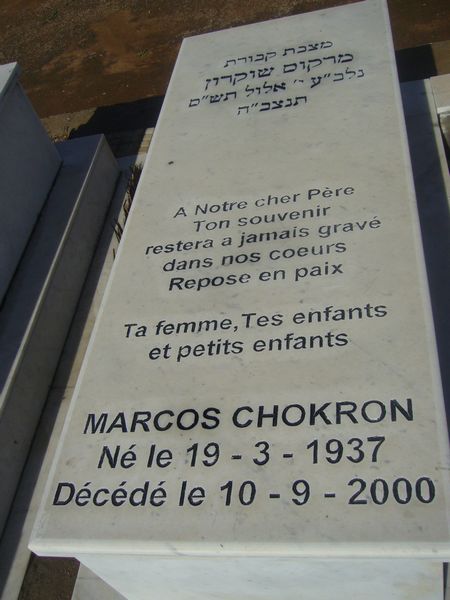 מצבת קבורת
מרקוס שוקרון
נלב"ע י' אלול תש"ס
תנצב"ה
A Notre cher Père
Ton souvenir
restera a jamais gravé
dans nos coeurs
Repose en paix
Ta femme, Tes enfants
et petits enfants
MARCOS CHOKRON
Né le 19 - 3 - 1937
Décédé le 10 - 9 - 2000